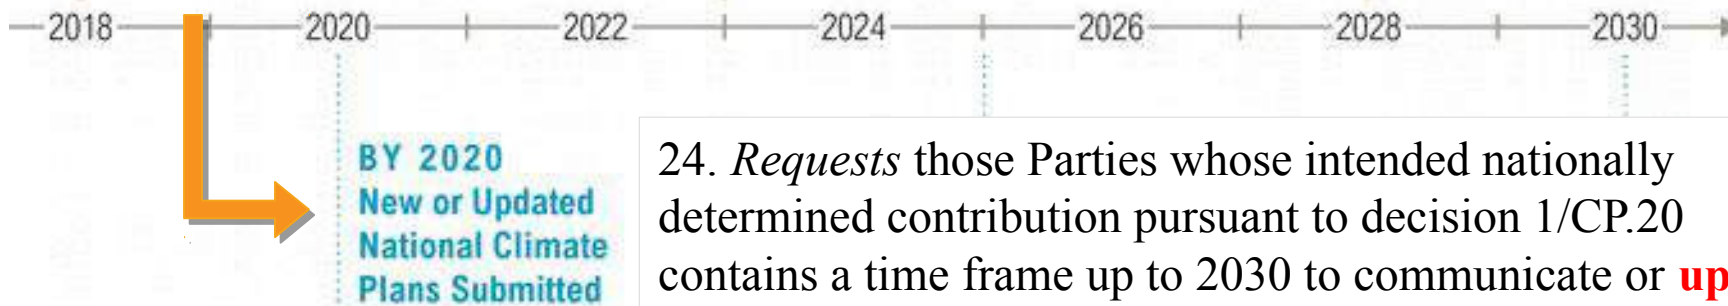 2018 2020 2022 2024 2026 2028 2030
BY 2020
New or Updated
National Climate
Plans Submitted
24. Requests those Parties whose intended nationally
determined contribution pursuant to decision 1/CP.20
contains a time frame up to 2030 to communicate or up